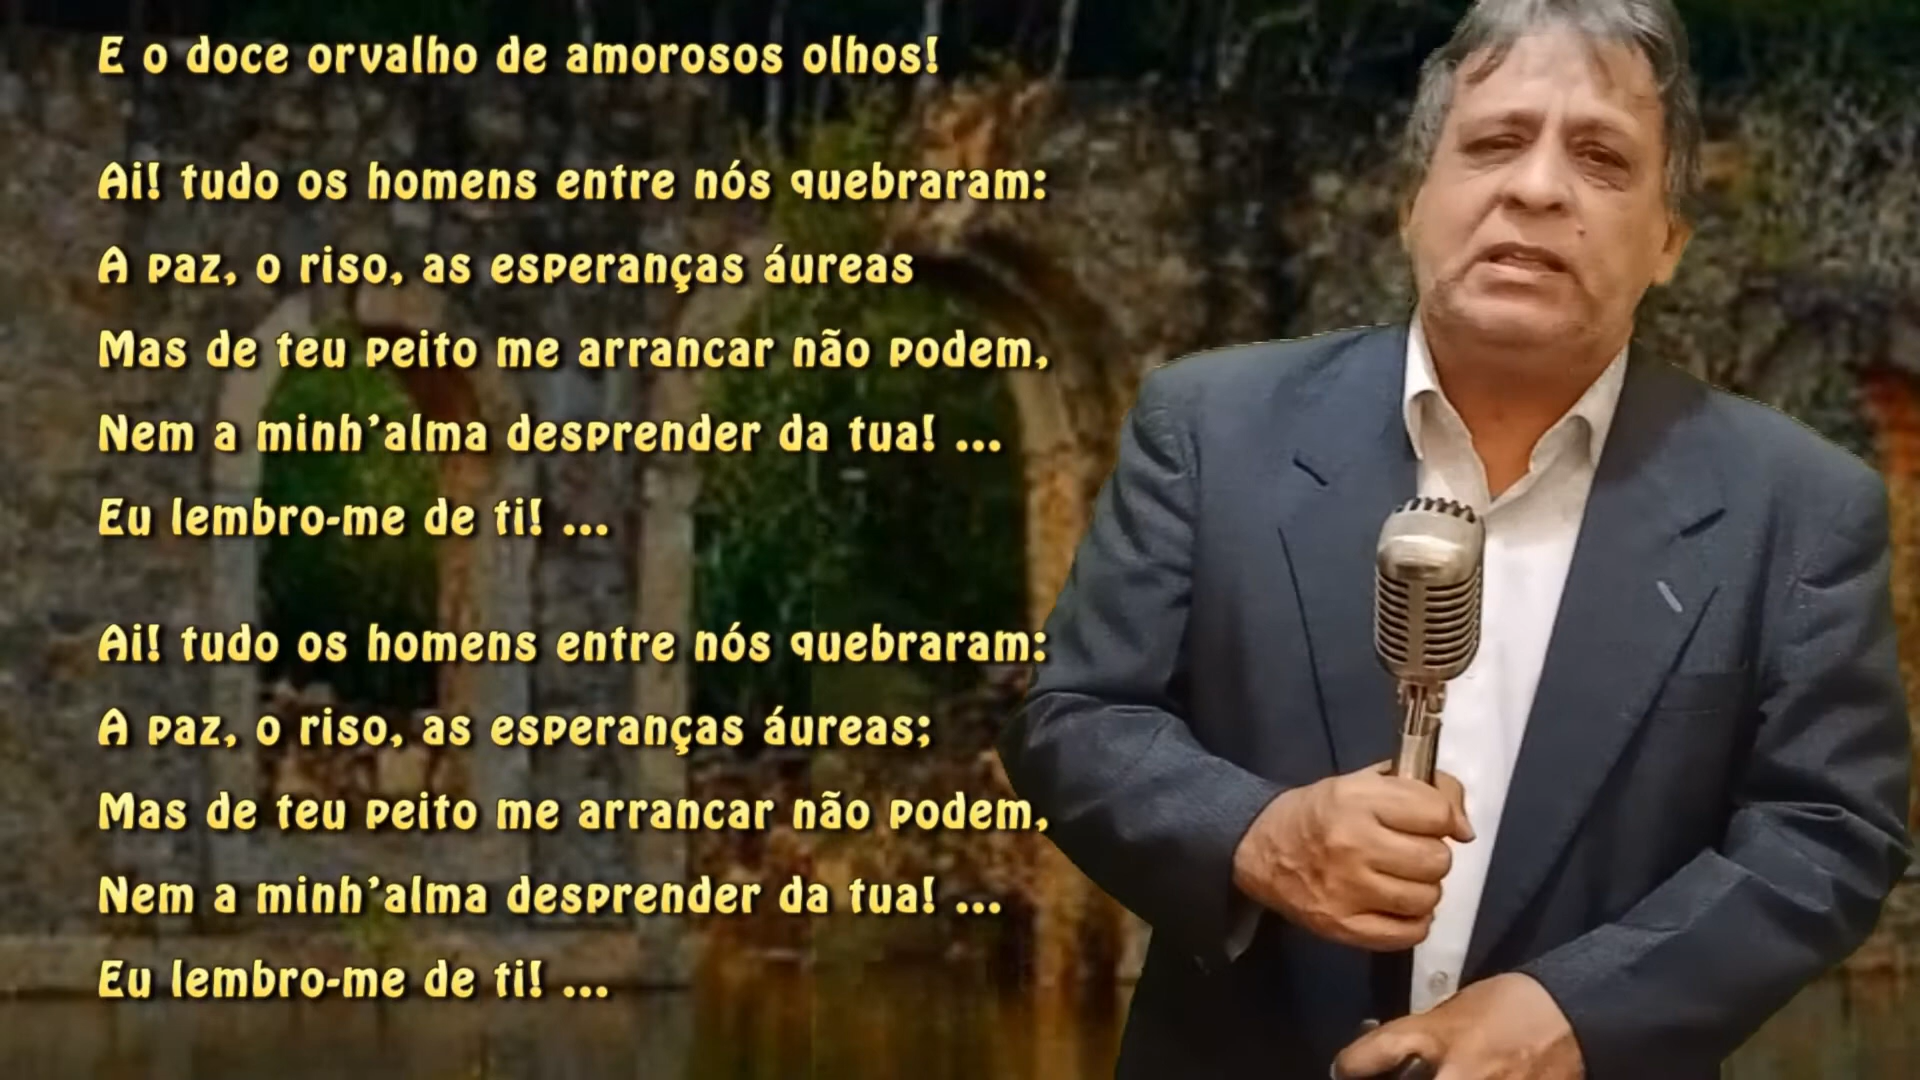 E o doce orvalho de amorosos olhos!
Ai! tudo os homens entre nós quebraram:
A paz, o riso, as esperanças áureas
Mas de teu peito me arrancar não podem,
Nem a minh’alma desprender da tua! ...
Eu lembro-me de ti! ...
Ai! tudo os homens entre nós quebraram:
A paz, o riso, as esperanças áureas;
Mas de teu peito me arrancar não podem,
Nem a minh’alma desprender da tua! ...
Eu lembro-me de ti! ...